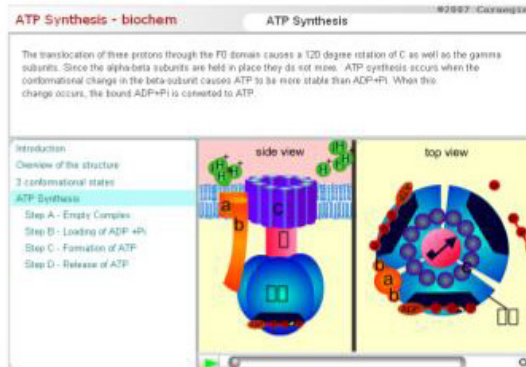 ©2007 Carnegie
ATP Synthesis - biochem
ATP Synthesis
The translocation of three protons through the F0 domain causes a 120 degree rotation of C as well as the gamma
subunits. Since the alpha-beta subunits are held in place they do not move. ATP synthesis occurs when the
conformational change in the beta-subunit causes ATP to be more stable than ADP+Pi. When this
change occurs, the bound ADP+Pi is converted to ATP.
Introduction
Overview of the structure
3 conformational states
ATP Synthesis
Step A - Empty Complex
Step B - Loading of ADP +Pi
Step C - Formation of ATP
Step D - Release of ATP
side view
H+
H
H
H
a
b
c
top view
H+
H
H
b
a
b
c